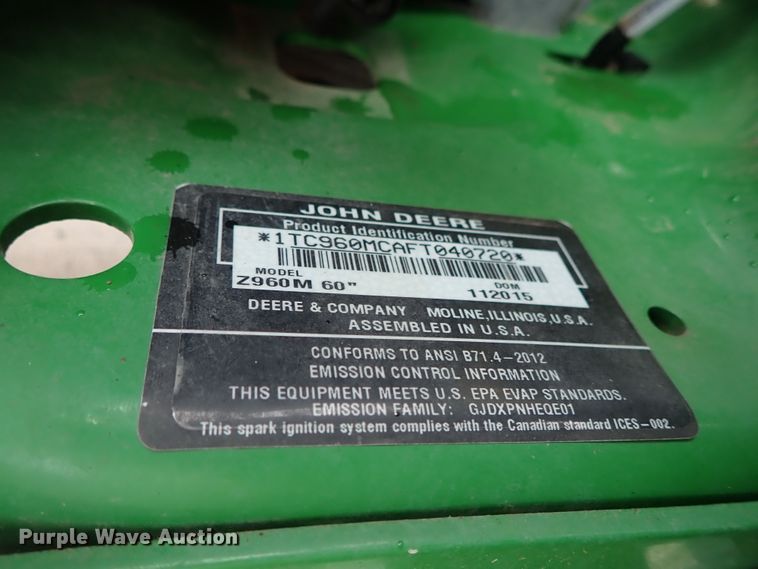 JOHN DEERE
Product Identification Number
*1TC960MCAFT040720*
MODEL DOM
Z960M 60" 112015
DEERE & COMPANY MOLINE,ILLINOIS,U.S.A.
ASSEMBLED IN U.S.A.
CONFORMS TO ANSI B71.4-2012
EMISSION CONTROL INFORMATION
THIS EQUIPMENT MEETS U.S. EPA EVAP STANDARDS.
EMISSION FAMILY: GJDXPNHEQE01
This spark ignition system complies with the Canadian standard ICES-002.
Purple Wave Auction